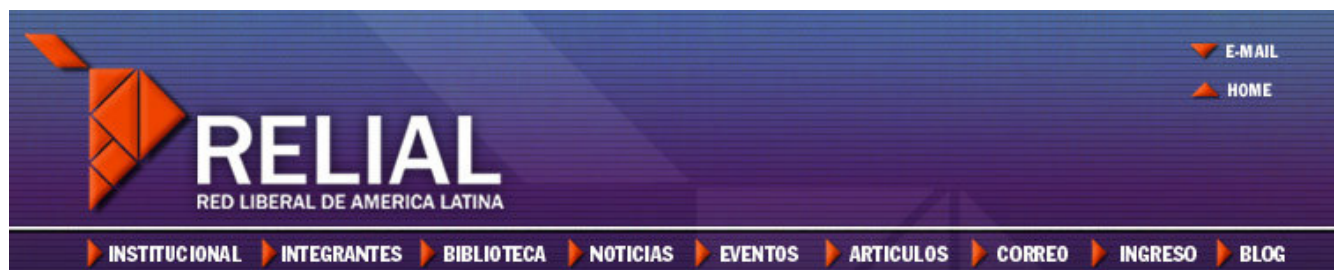 E-MAIL
HOME
RELIAL
RED LIBERAL DE AMERICA LATINA
INSTITUCIONAL INTEGRANTES BIBLIOTECA NOTICIAS EVENTOS ARTICULOS CORREO INGRESO BLOG